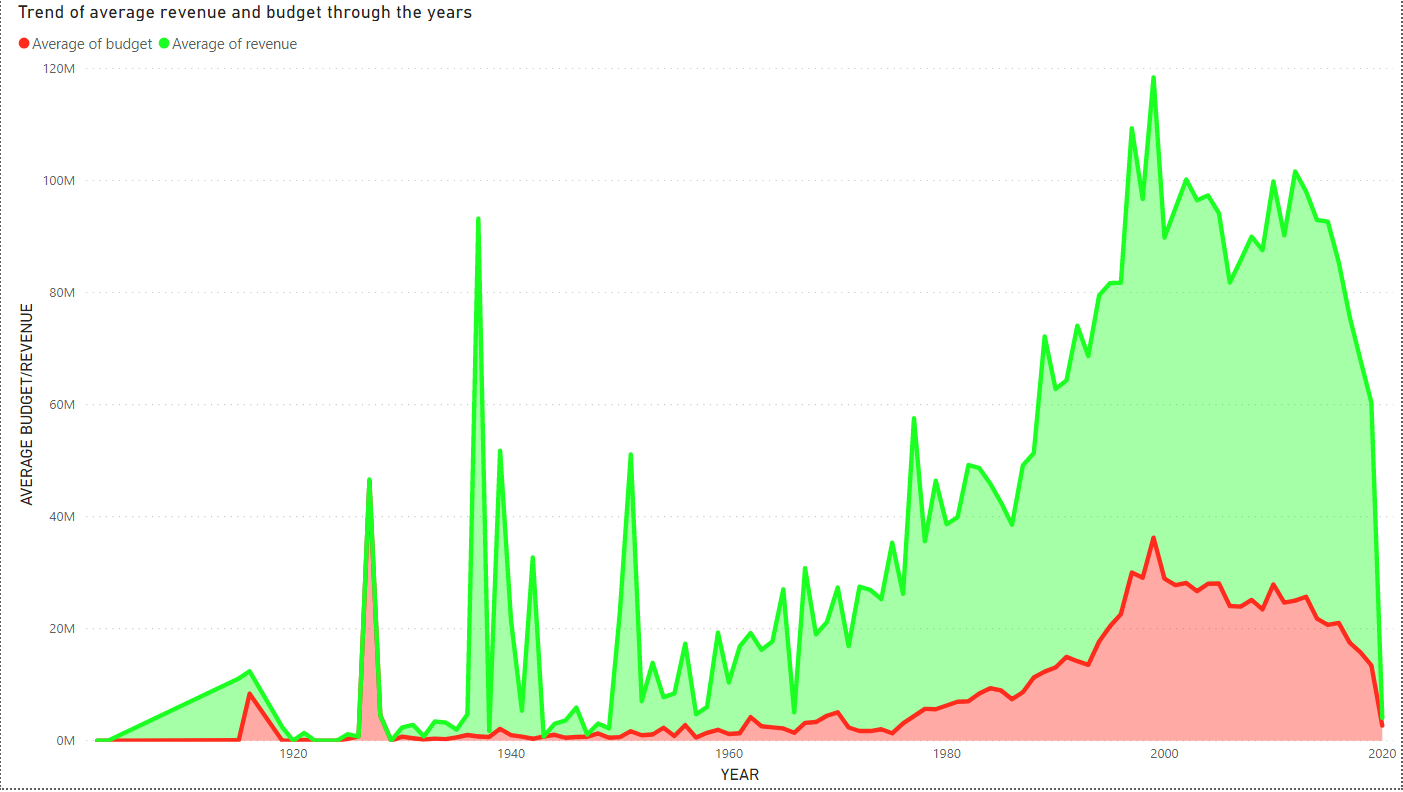 Trend of average revenue and budget through the years
Average of budget Average of revenue
120M
100M
80M
60M
40M
20M
0M
AVERAGE BUDGET/REVENUE
1920 1940 1960 1980 2000 2020
YEAR